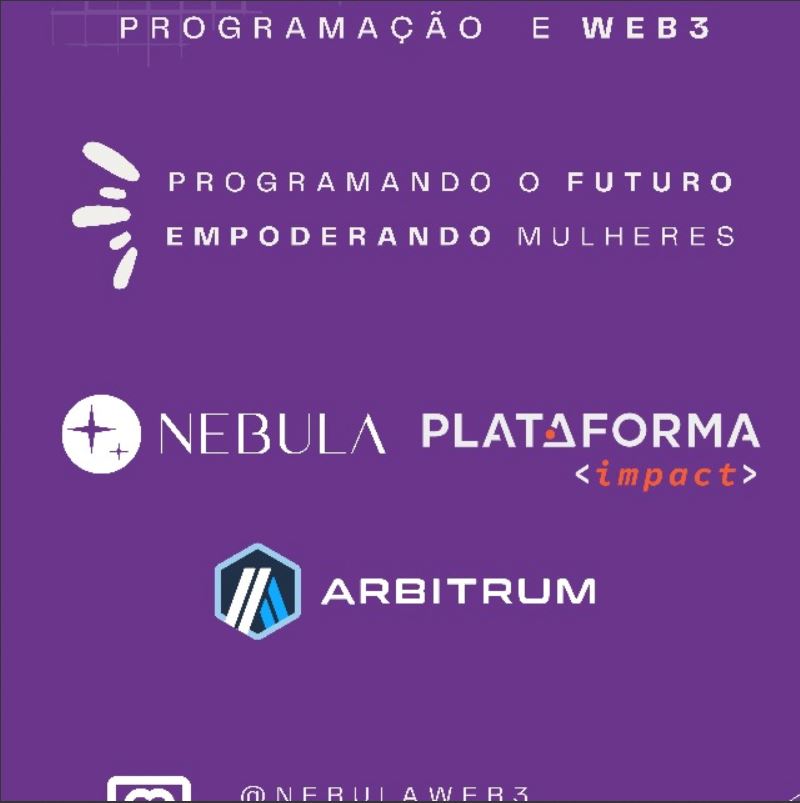 PROGRAMAÇÃO E WEB3
PROGRAMANDO O FUTURO
EMPODERANDO MULHERES
NEBULA
PLATAFORMA
<impact>
ARBITRUM
@NEBULAWEB3